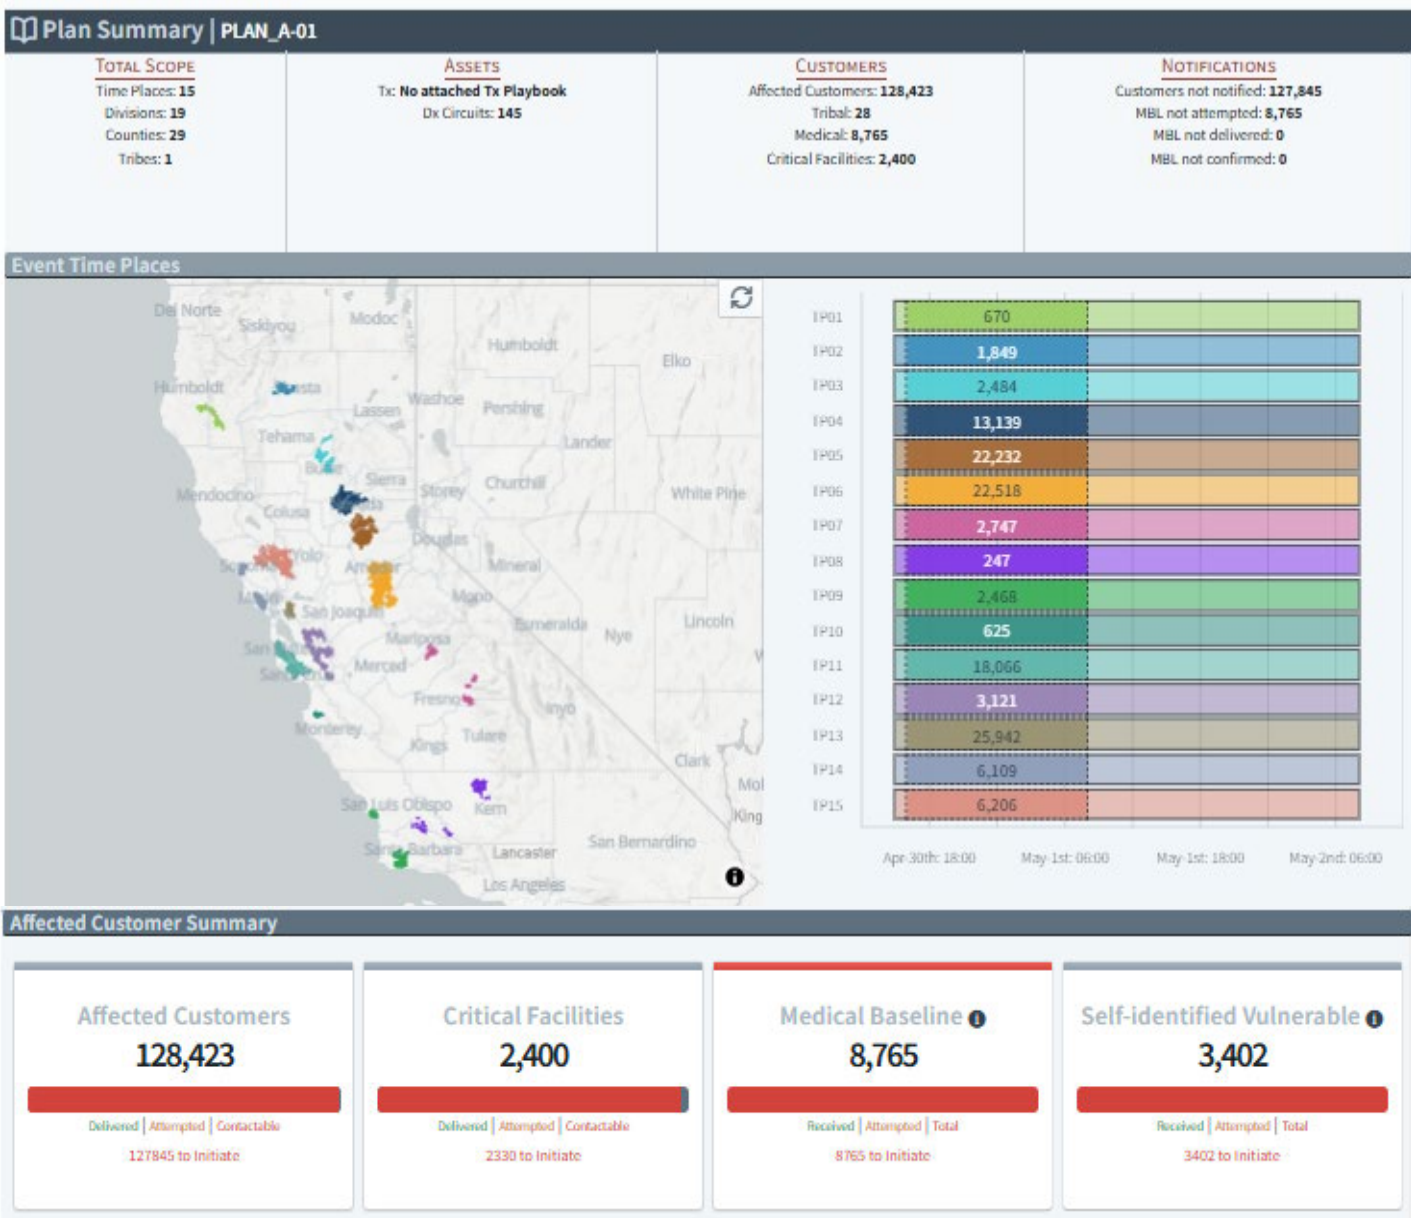 Plan Summary | PLAN_A-01
TOTAL SCOPE
Time Places: 15
Divisions: 19
Counties: 29
Tribes: 1
ASSETS
Tx: No attached Tx Playbook
Dx Circuits: 145
CUSTOMERS
Affected Customers: 128,423
Tribal: 28
Medical: 8,765
Critical Facilities: 2,400
NOTIFICATIONS
Customers not notified: 127,845
MBL not attempted: 8,765
MBL not delivered: 0
MBL not confirmed: 0
Event Time Places
Del Norte
Siskiyou
Modoc
Humboldt
Elko
Humboldt
Lassen
Washoe
Pershing
Tehama
Lander
Sierra
Storey
Churchill
White Pine
Mendocino
Colusa
Yolo
Douglas
Mineral
San Joaquin
Mono
Esmeralda
Nye
Lincoln
Mariposa
Merced
Fresno
Inyo
Monterey
Kings
Tulare
Clark
San Luis Obispo
Kern
San Bernardino
Santa Barbara
Lancaster
Los Angeles
King
TP01 670
TP02 1,849
TP03 2,484
TP04 13,139
TP05 22,232
TP06 22,518
TP07 2,747
TP08 247
TP09 2,468
TP10 625
TP11 18,066
TP12 3,121
TP13 25,942
TP14 6,109
TP15 6,206
Apr-30th: 18:00 May-1st: 06:00 May-1st: 18:00 May-2nd: 06:00
Affected Customer Summary
Affected Customers
128,423
Delivered | Attempted | Contactable
127845 to Initiate
Critical Facilities
2,400
Delivered | Attempted | Contactable
2330 to Initiate
Medical Baseline
8,765
Received | Attempted | Total
8765 to Initiate
Self-identified Vulnerable
3,402
Received | Attempted | Total
3402 to Initiate